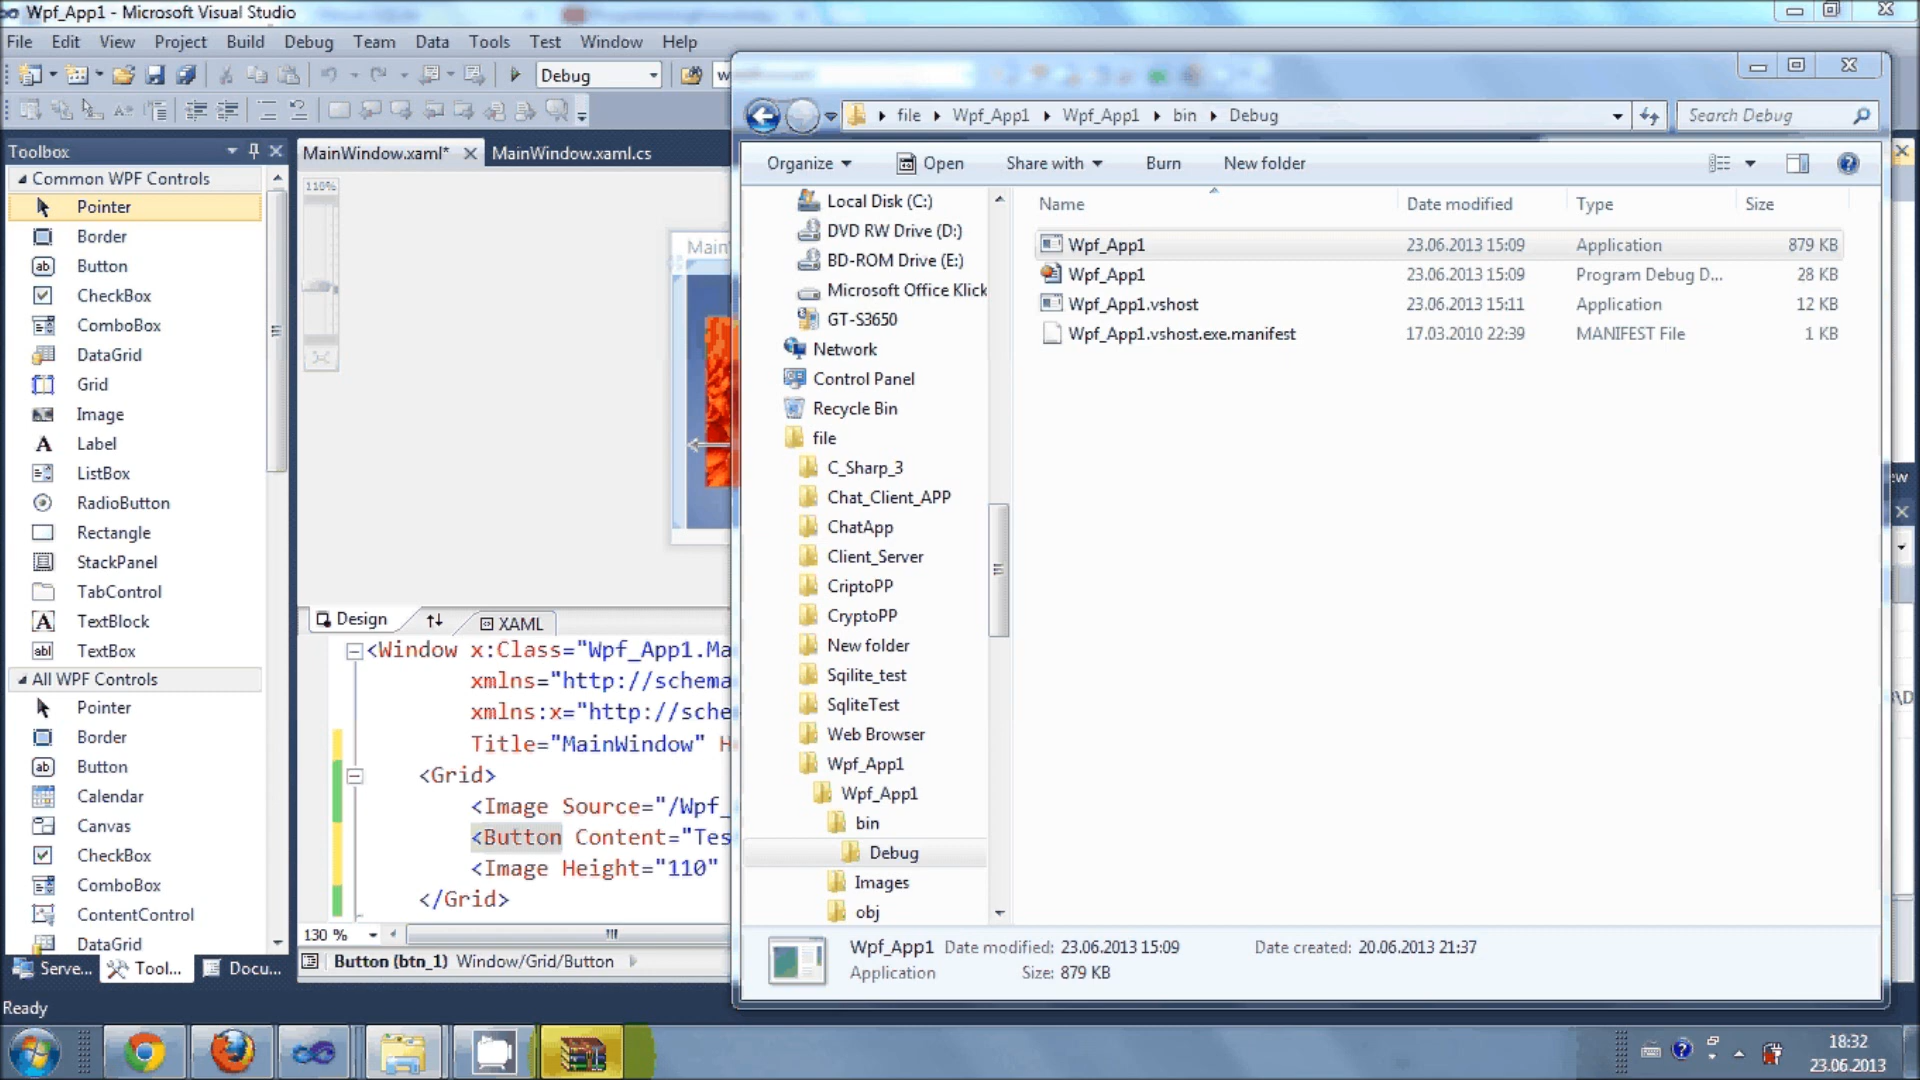 Wpf_App1 - Microsoft Visual Studio
File Edit View Project Build Debug Team Data Tools Test Window Help
Debug
Toolbox
Common WPF Controls
Pointer
Border
Button
CheckBox
ComboBox
DataGrid
Grid
Image
Label
ListBox
RadioButton
Rectangle
StackPanel
TabControl
TextBlock
TextBox
All WPF Controls
Pointer
Border
Button
Calendar
Canvas
CheckBox
ComboBox
ContentControl
DataGrid
Serve... Tool... Docu...
Ready
MainWindow.xaml* MainWindow.xaml.cs
110%
Design XAML
<Window x:Class="Wpf_App1.Ma
xmlns="http://schema
xmlns:x="http://sche
Title="MainWindow" H
<Grid>
<Image Source="/Wpf_
<Button Content="Tes
<Image Height="110"
</Grid>
130 %
Button (btn_1) Window/Grid/Button
file Wpf_App1 Wpf_App1 bin Debug
Search Debug
Organize Open Share with Burn New folder
Local Disk (C:)
DVD RW Drive (D:)
BD-ROM Drive (E:)
Microsoft Office Klick
GT-S3650
Network
Control Panel
Recycle Bin
file
C_Sharp_3
Chat_Client_APP
ChatApp
Client_Server
CriptoPP
CryptoPP
New folder
Sqilite_test
SqliteTest
Web Browser
Wpf_App1
Wpf_App1
bin
Debug
Images
obj
Name Date modified Type Size
Wpf_App1 23.06.2013 15:09 Application 879 KB
Wpf_App1 23.06.2013 15:09 Program Debug D... 28 KB
Wpf_App1.vshost 23.06.2013 15:11 Application 12 KB
Wpf_App1.vshost.exe.manifest 17.03.2010 22:39 MANIFEST File 1 KB
Wpf_App1 Date modified: 23.06.2013 15:09 Date created: 20.06.2013 21:37
Application Size: 879 KB
18:32
23.06.2013